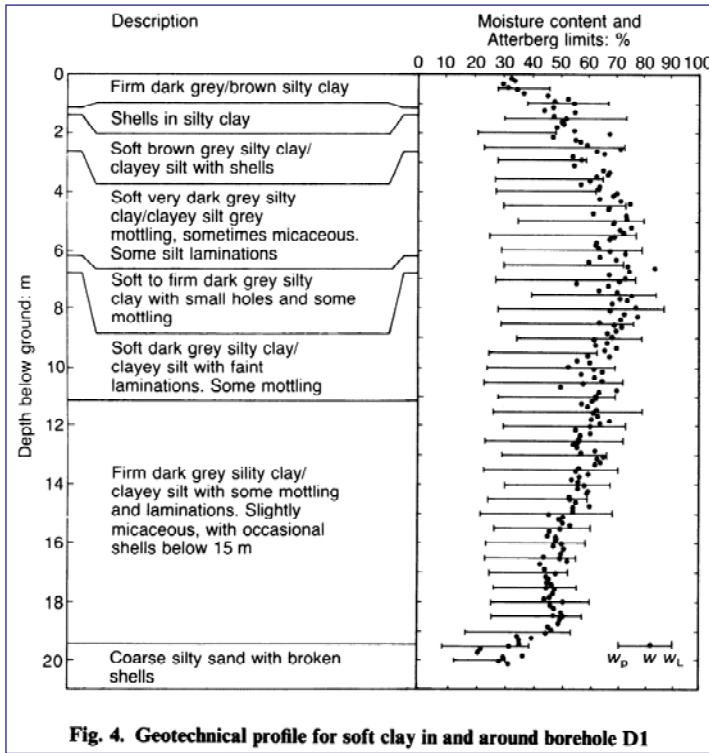 Description
Moisture content and
Atterberg limits: %
0 10 20 30 40 50 60 70 80 90 100
Depth below ground: m
0
2
4
6
8
10
12
14
16
18
20
Firm dark grey/brown silty clay
Shells in silty clay
Soft brown grey silty clay/
clayey silt with shells
Soft very dark grey silty
clay/clayey silt grey
mottling, sometimes micaceous.
Some silt laminations
Soft to firm dark grey silty
clay with small holes and some
mottling
Soft dark grey silty clay/
clayey silt with faint
laminations. Some mottling
Firm dark grey sility clay/
clayey silt with some mottling
and laminations. Slightly
micaceous, with occasional
shells below 15 m
Coarse silty sand with broken
shells
wp w wL
Fig. 4. Geotechnical profile for soft clay in and around borehole D1